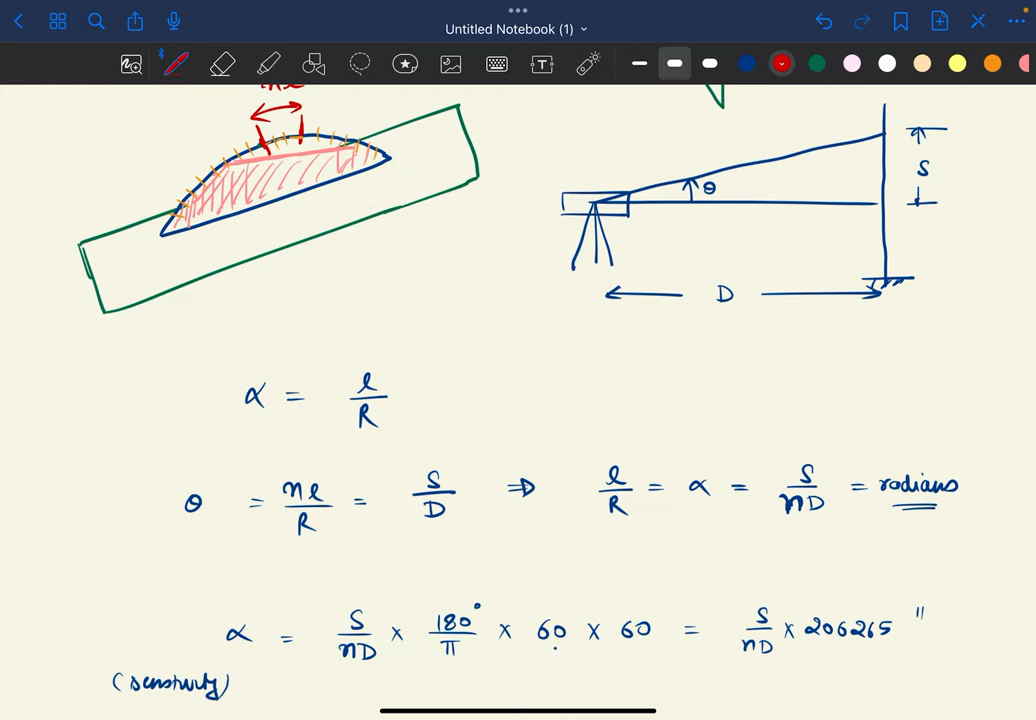 Untitled Notebook (1)
S
θ
D
α = l/R
θ = nl/R = S/D ⇒ l/R = α = S/nD = radians
α = S/nD × 180°/π × 60 × 60 = S/nD × 206265 "
(sensitivity)